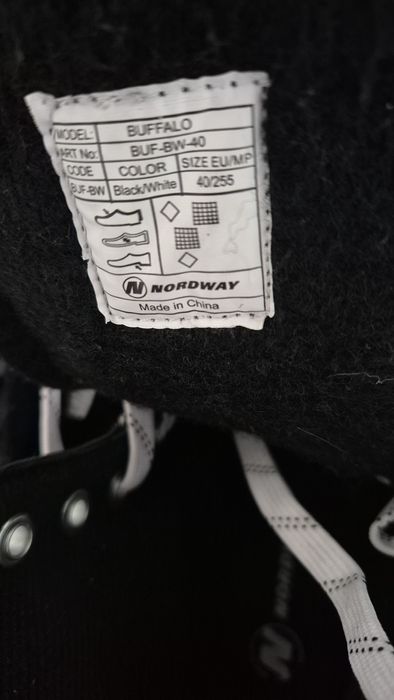 MODEL: BUFFALO
PART No: BUF-BW-40
CODE COLOR SIZE EU/MP
BUF-BW Black/White 40/255
NORDWAY
Made in China